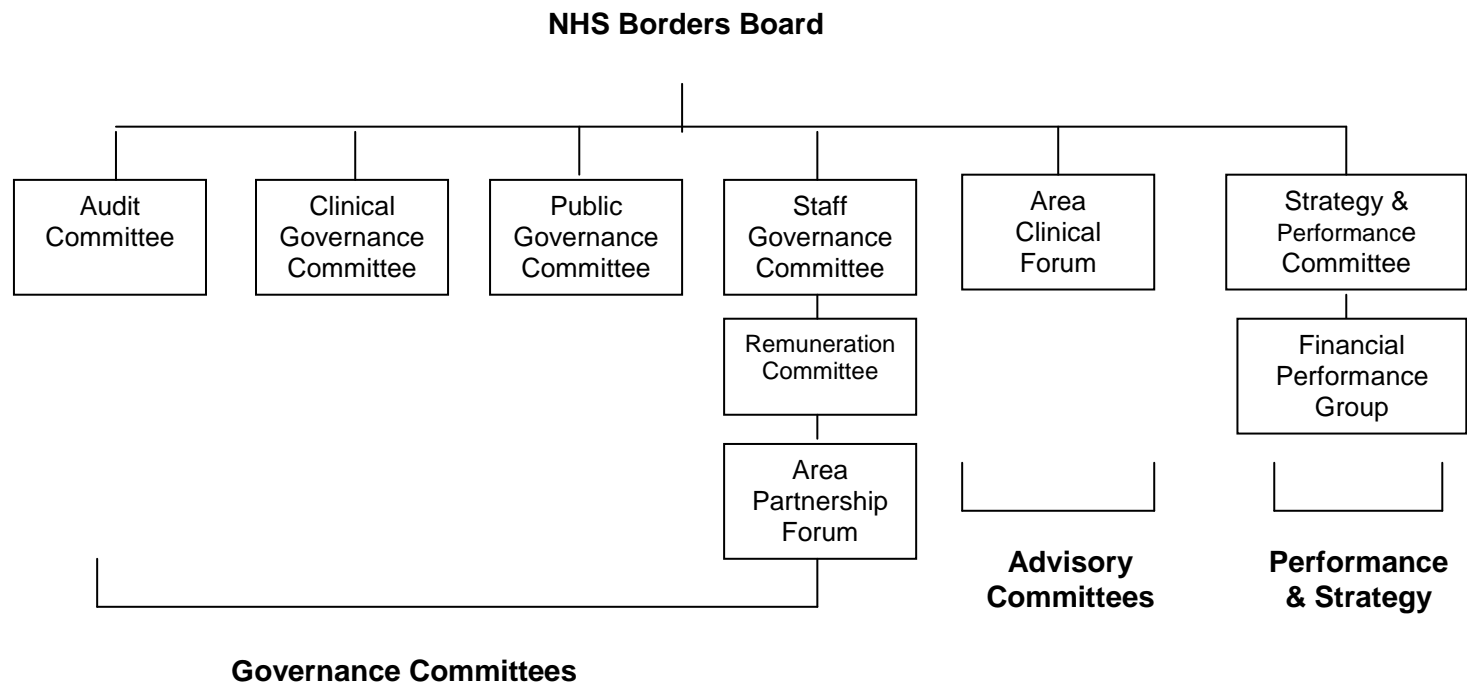 NHS Borders Board
Audit
Committee
Clinical
Governance
Committee
Public
Governance
Committee
Staff
Governance
Committee
Area
Clinical
Forum
Strategy &
Performance
Committee
Remuneration
Committee
Financial
Performance
Group
Area
Partnership
Forum
Advisory
Committees
Performance
& Strategy
Governance Committees